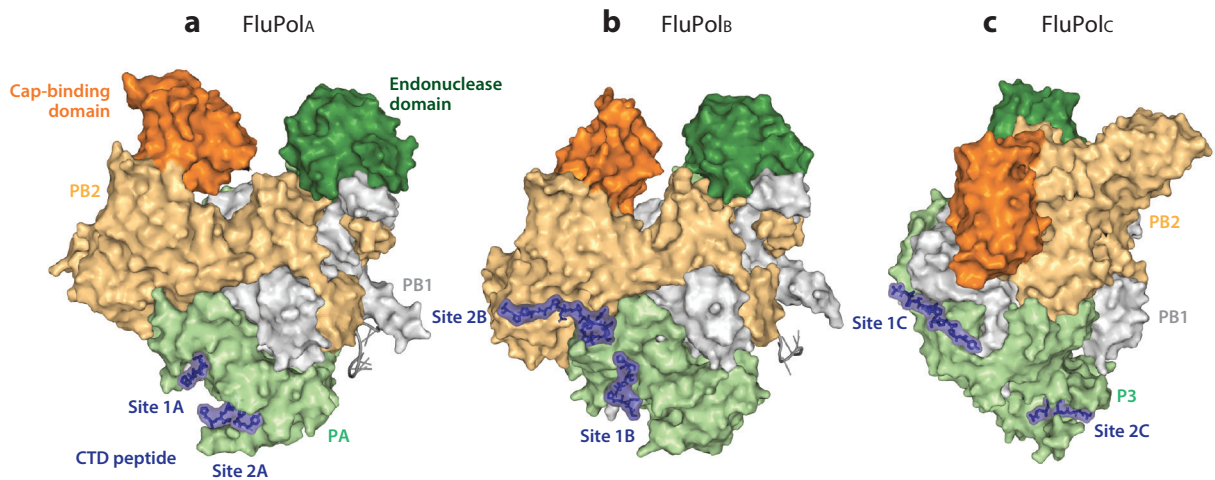 a FluPolA
b FluPolB
c FluPolC
Cap-binding
domain
Endonuclease
domain
PB2
PB1
Site 1A
CTD peptide
Site 2A
PA
Site 2B
Site 1B
Site 1C
PB2
PB1
P3
Site 2C